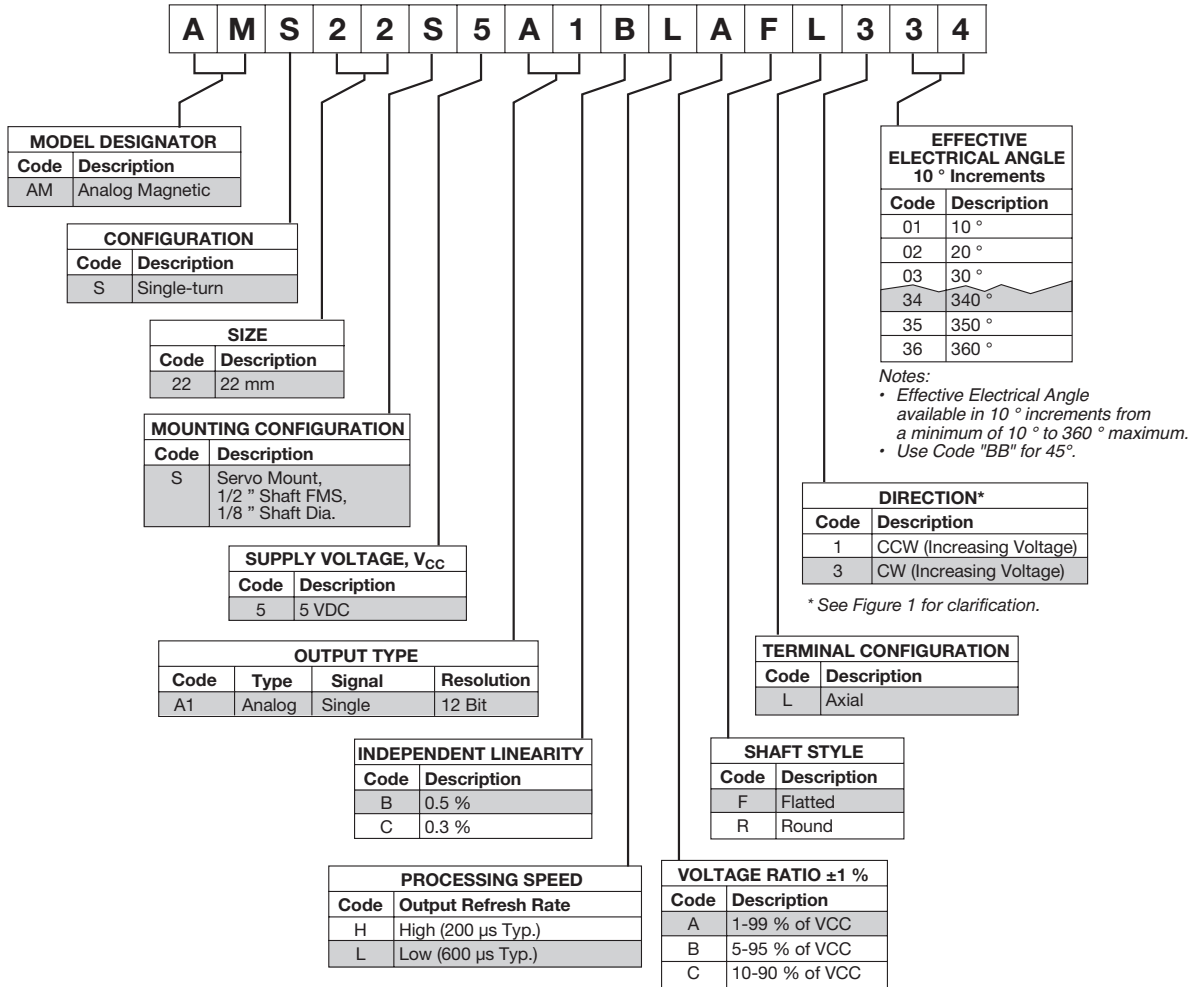 A M S 2 2 S 5 A 1 B L A F L 3 3 4
MODEL DESIGNATOR
Code Description
AM Analog Magnetic
CONFIGURATION
Code Description
S Single-turn
SIZE
Code Description
22 22 mm
MOUNTING CONFIGURATION
Code Description
S Servo Mount,
1/2 ” Shaft FMS,
1/8 ” Shaft Dia.
SUPPLY VOLTAGE, VCC
Code Description
5 5 VDC
OUTPUT TYPE
Code Type Signal Resolution
A1 Analog Single 12 Bit
INDEPENDENT LINEARITY
Code Description
B 0.5 %
C 0.3 %
PROCESSING SPEED
Code Output Refresh Rate
H High (200 µs Typ.)
L Low (600 µs Typ.)
VOLTAGE RATIO ±1 %
Code Description
A 1-99 % of VCC
B 5-95 % of VCC
C 10-90 % of VCC
SHAFT STYLE
Code Description
F Flatted
R Round
TERMINAL CONFIGURATION
Code Description
L Axial
DIRECTION*
Code Description
1 CCW (Increasing Voltage)
3 CW (Increasing Voltage)
* See Figure 1 for clarification.
EFFECTIVE
ELECTRICAL ANGLE
10 ° Increments
Code Description
01 10 °
02 20 °
03 30 °
34 340 °
35 350 °
36 360 °
Notes:
• Effective Electrical Angle
available in 10 ° increments from
a minimum of 10 ° to 360 ° maximum.
• Use Code "BB" for 45°.